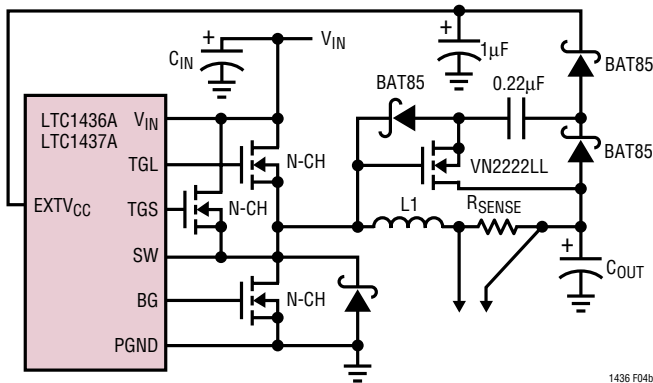 +
C_IN
V_IN
+
1µF
BAT85
BAT85
0.22µF
BAT85
VN2222LL
LTC1436A
LTC1437A
V_IN
TGL
N-CH
EXTV_CC
TGS
N-CH
SW
L1
R_SENSE
+
C_OUT
BG
N-CH
PGND
1436 F04b